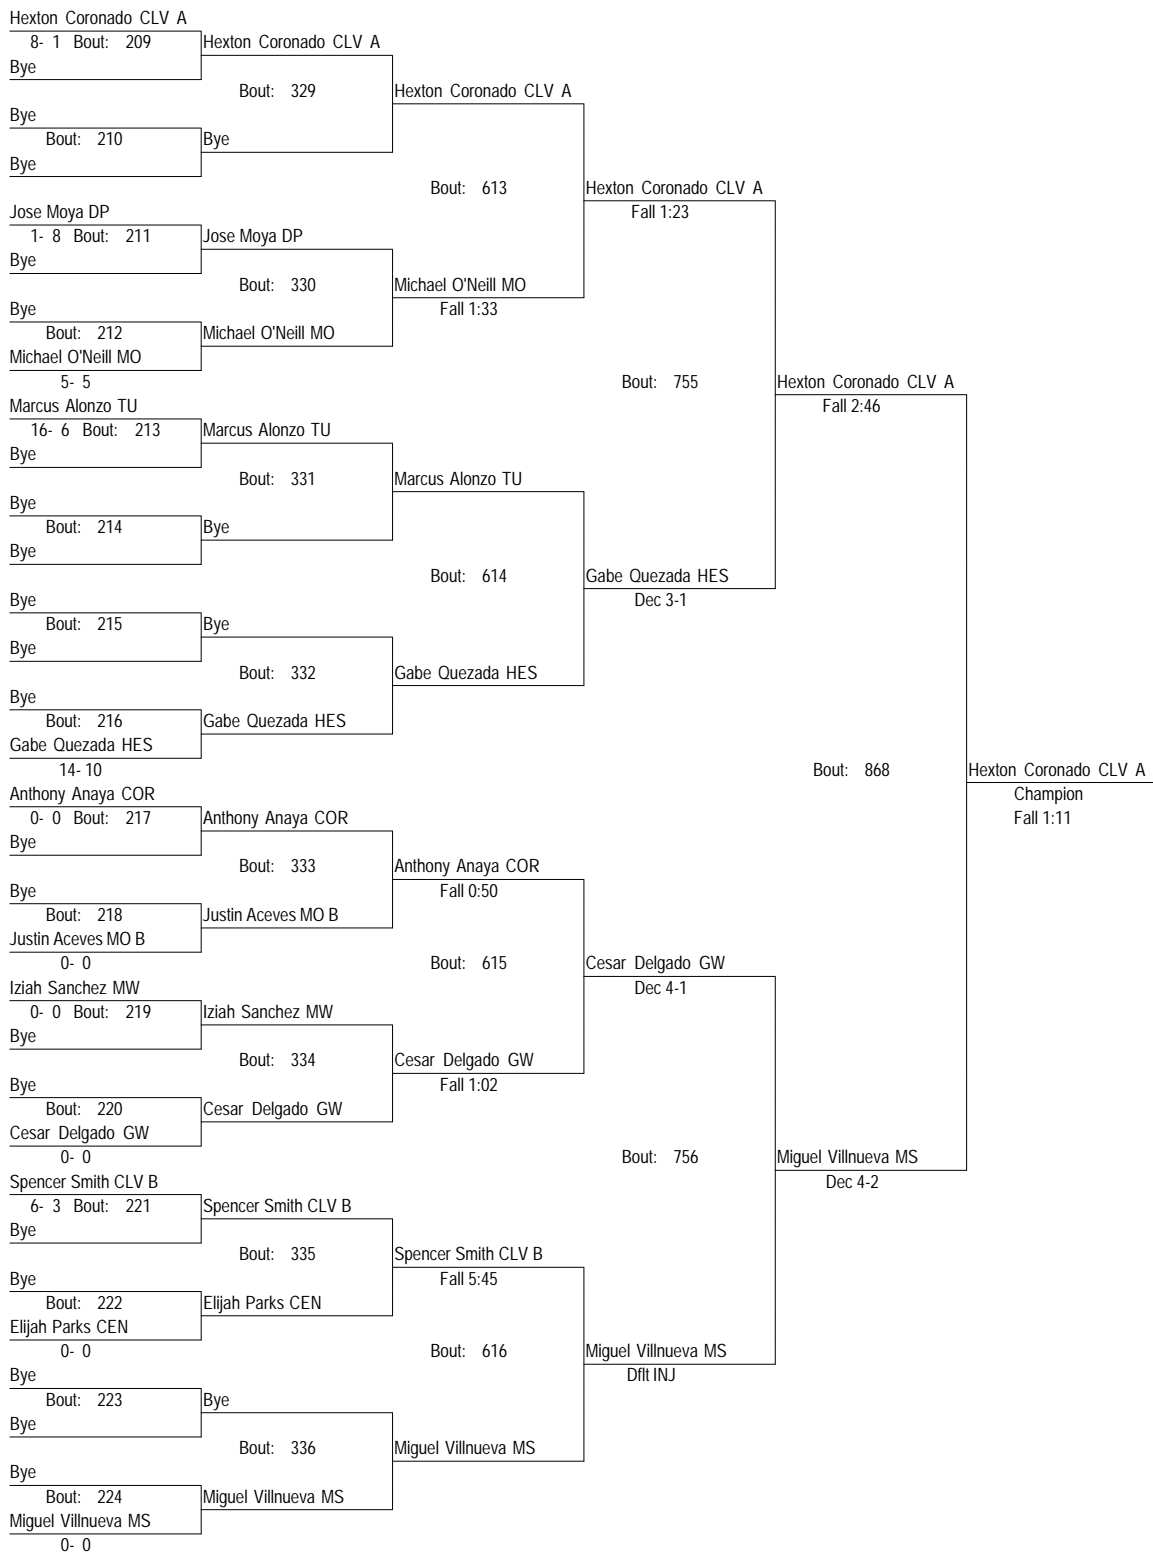 Hexton Coronado CLV A
8- 1 Bout: 209
Hexton Coronado CLV A
Bye
Bout: 329
Hexton Coronado CLV A
Bye
Bout: 210
Bye
Bye
Bout: 613
Hexton Coronado CLV A
Fall 1:23
Jose Moya DP
1- 8 Bout: 211
Jose Moya DP
Bye
Bout: 330
Michael O'Neill MO
Fall 1:33
Bye
Bout: 212
Michael O'Neill MO
Michael O'Neill MO
5- 5
Bout: 755
Hexton Coronado CLV A
Fall 2:46
Marcus Alonzo TU
16- 6 Bout: 213
Marcus Alonzo TU
Bye
Bout: 331
Marcus Alonzo TU
Bye
Bout: 214
Bye
Bye
Bout: 614
Gabe Quezada HES
Dec 3-1
Bye
Bout: 215
Bye
Bye
Bout: 332
Gabe Quezada HES
Bye
Bout: 216
Gabe Quezada HES
Gabe Quezada HES
14- 10
Bout: 868
Hexton Coronado CLV A
Champion
Fall 1:11
Anthony Anaya COR
0- 0 Bout: 217
Anthony Anaya COR
Bye
Bout: 333
Anthony Anaya COR
Fall 0:50
Bye
Bout: 218
Justin Aceves MO B
Justin Aceves MO B
0- 0
Bout: 615
Cesar Delgado GW
Dec 4-1
Iziah Sanchez MW
0- 0 Bout: 219
Iziah Sanchez MW
Bye
Bout: 334
Cesar Delgado GW
Fall 1:02
Bye
Bout: 220
Cesar Delgado GW
Cesar Delgado GW
0- 0
Bout: 756
Miguel Villnueva MS
Dec 4-2
Spencer Smith CLV B
6- 3 Bout: 221
Spencer Smith CLV B
Bye
Bout: 335
Spencer Smith CLV B
Fall 5:45
Bye
Bout: 222
Elijah Parks CEN
Elijah Parks CEN
0- 0
Bout: 616
Miguel Villnueva MS
Dflt INJ
Bye
Bout: 223
Bye
Bye
Bout: 336
Miguel Villnueva MS
Bye
Bout: 224
Miguel Villnueva MS
Miguel Villnueva MS
0- 0